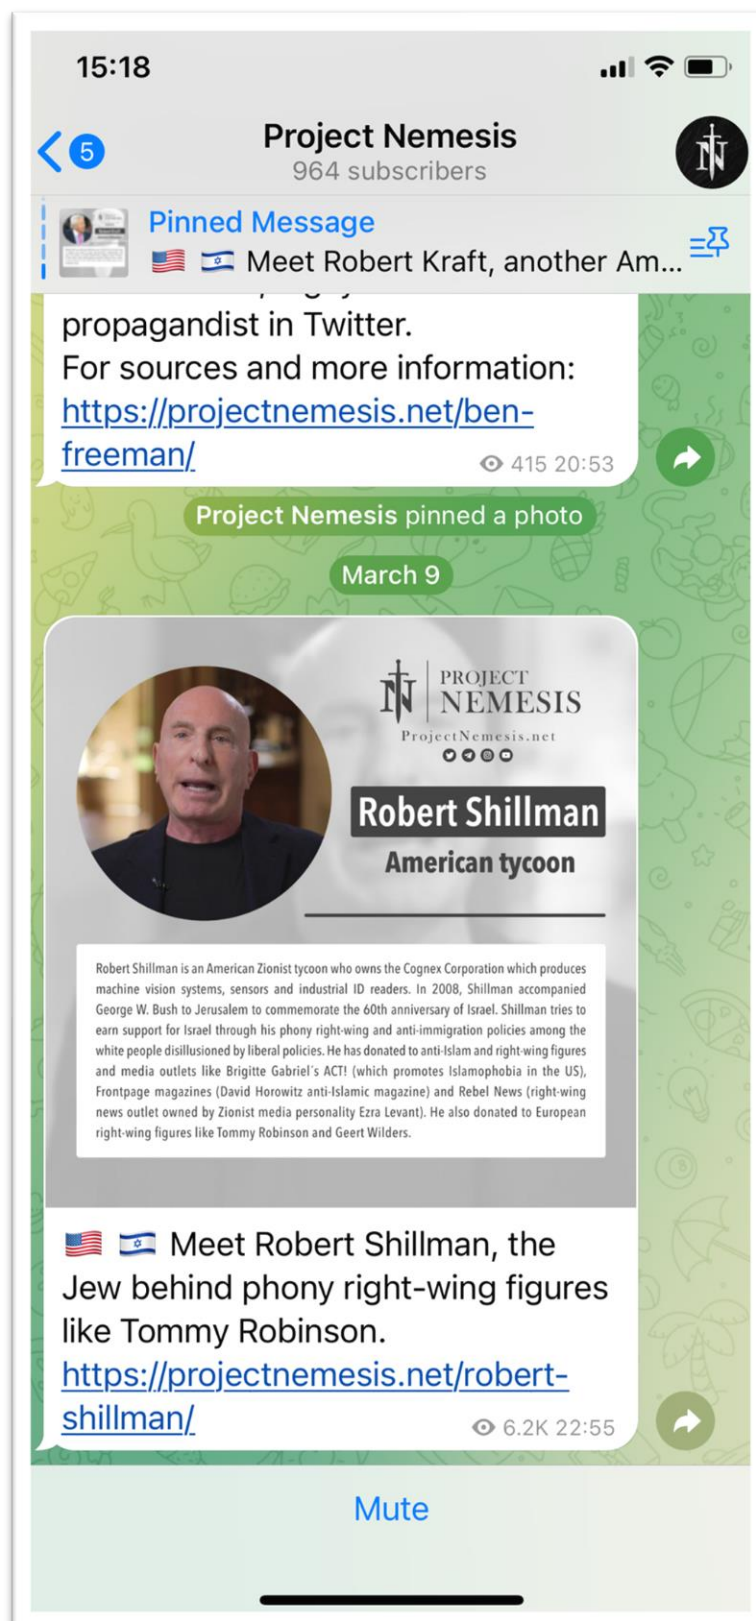 15:18
5
Project Nemesis
964 subscribers
Pinned Message
🇺🇸 🇮🇱 Meet Robert Kraft, another Am...
propagandist in Twitter.
For sources and more information:
https://projectnemesis.net/ben-
freeman/
415 20:53
Project Nemesis pinned a photo
March 9
PROJECT
NEMESIS
ProjectNemesis.net
Robert Shillman
American tycoon
Robert Shillman is an American Zionist tycoon who owns the Cognex Corporation which produces
machine vision systems, sensors and industrial ID readers. In 2008, Shillman accompanied
George W. Bush to Jerusalem to commemorate the 60th anniversary of Israel. Shillman tries to
earn support for Israel through his phony right-wing and anti-immigration policies among the
white people disillusioned by liberal policies. He has donated to anti-Islam and right-wing figures
and media outlets like Brigitte Gabriel's ACT! (which promotes Islamophobia in the US),
Frontpage magazines (David Horowitz anti-Islamic magazine) and Rebel News (right-wing
news outlet owned by Zionist media personality Ezra Levant). He also donated to European
right-wing figures like Tommy Robinson and Geert Wilders.
🇺🇸 🇮🇱 Meet Robert Shillman, the
Jew behind phony right-wing figures
like Tommy Robinson.
https://projectnemesis.net/robert-
shillman/
6.2K 22:55
Mute